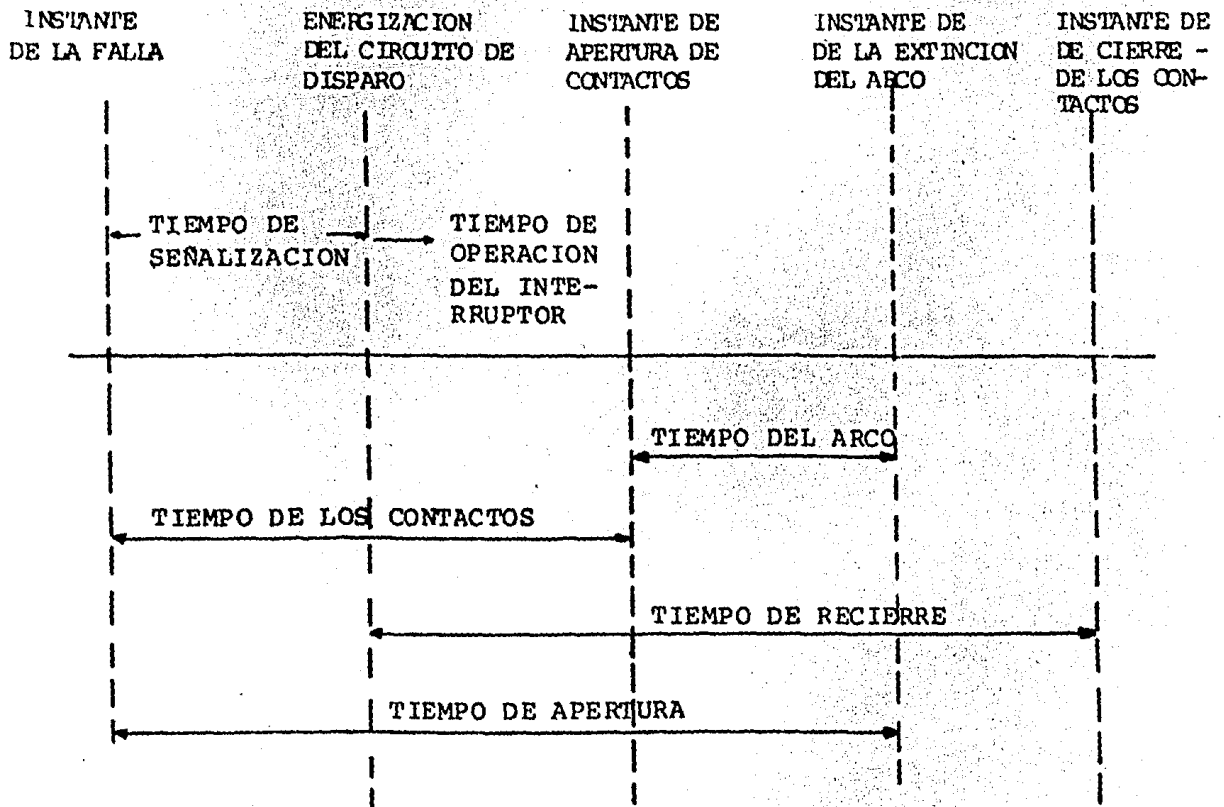 INSTANTE
DE LA FALLA
ENERGIZACION
DEL CIRCUITO DE
DISPARO
INSTANTE DE
APERTURA DE
CONTACTOS
INSTANTE DE
DE LA EXTINCION
DEL ARCO
INSTANTE DE
DE CIERRE -
DE LOS CON-
TACTOS
TIEMPO DE
SEÑALIZACION
TIEMPO DE
OPERACION
DEL INTE-
RRUPTOR
TIEMPO DEL ARCO
TIEMPO DE LOS CONTACTOS
TIEMPO DE RECIERRE
TIEMPO DE APERTURA